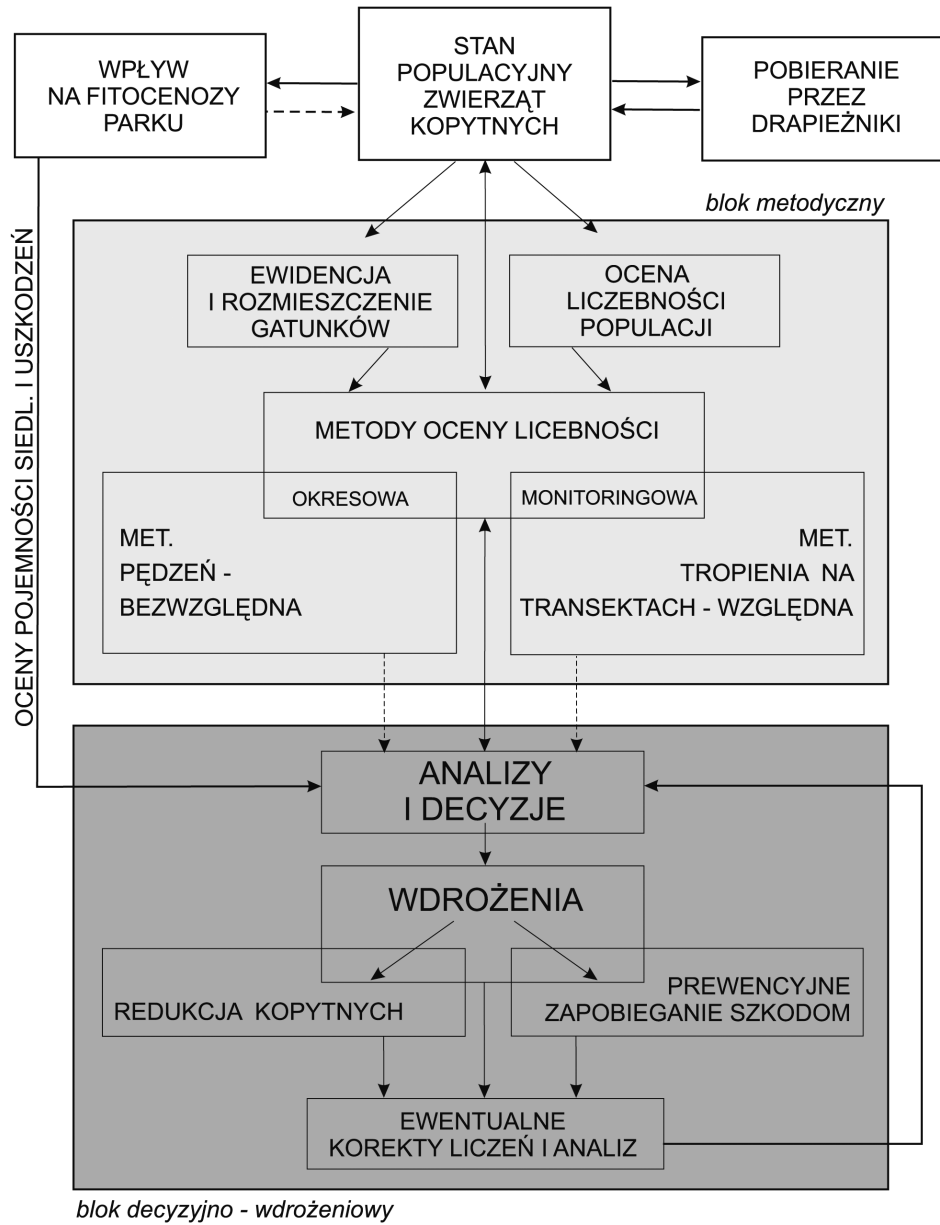 WPŁYW
NA FITOCENOZY
PARKU
STAN
POPULACYJNY
ZWIERZĄT
KOPYTNYCH
POBIERANIE
PRZEZ
DRAPIEŻNIKI
blok metodyczny
OCENY POJEMNOŚCI SIEDL. I USZKODZEŃ
EWIDENCJA
I ROZMIESZCZENIE
GATUNKÓW
OCENA
LICZEBNOŚCI
POPULACJI
METODY OCENY LICEBNOŚCI
OKRESOWA
MONITORINGOWA
MET.
PĘDZEŃ -
BEZWZGLĘDNA
MET.
TROPIENIA NA
TRANSEKTACH - WZGLĘDNA
ANALIZY
I DECYZJE
WDROŻENIA
REDUKCJA KOPYTNYCH
PREWENCYJNE
ZAPOBIEGANIE SZKODOM
EWENTUALNE
KOREKTY LICZEŃ I ANALIZ
blok decyzyjno - wdrożeniowy